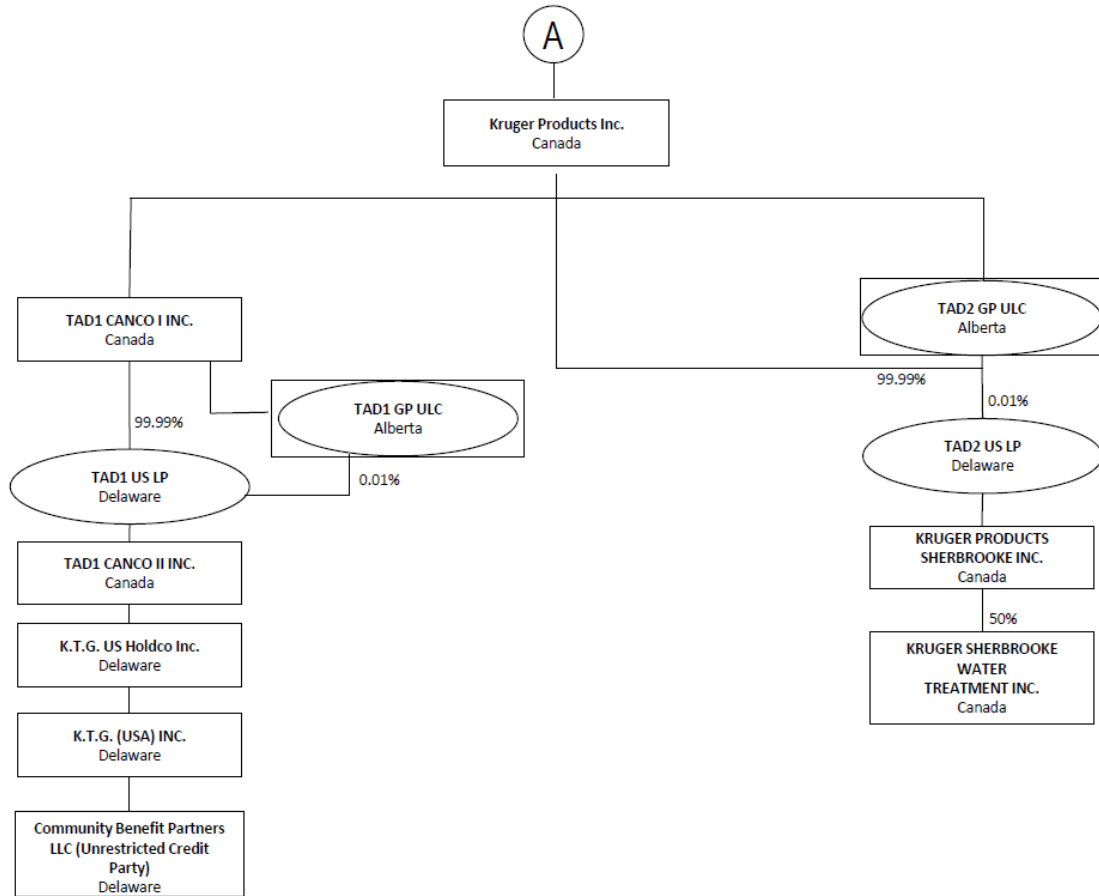 A
Kruger Products Inc.
Canada
TAD1 CANCO I INC.
Canada
TAD2 GP ULC
Alberta
99.99%
0.01%
TAD1 GP ULC
Alberta
99.99%
0.01%
TAD1 US LP
Delaware
TAD2 US LP
Delaware
TAD1 CANCO II INC.
Canada
KRUGER PRODUCTS
SHERBROOKE INC.
Canada
50%
K.T.G. US Holdco Inc.
Delaware
KRUGER SHERBROOKE
WATER
TREATMENT INC.
Canada
K.T.G. (USA) INC.
Delaware
Community Benefit Partners
LLC (Unrestricted Credit
Party)
Delaware